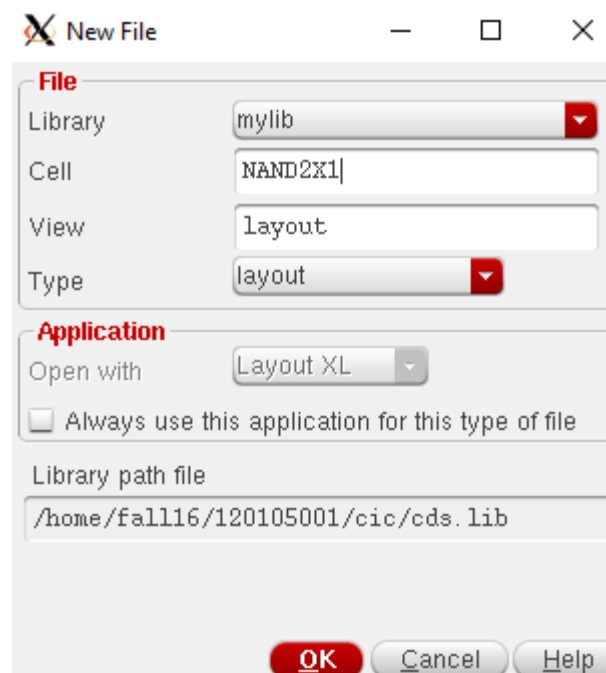 New File
File
Library mylib
Cell NAND2X1
View layout
Type layout
Application
Open with Layout XL
Always use this application for this type of file
Library path file
/home/fall16/120105001/cic/cds.lib
OK Cancel Help